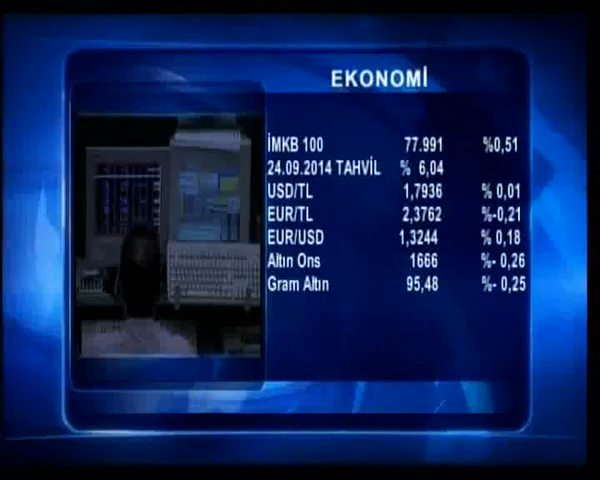 EKONOMİ
İMKB 100 77.991 %0,51
24.09.2014 TAHVİL % 6,04
USD/TL 1,7936 % 0,01
EUR/TL 2,3762 %-0,21
EUR/USD 1,3244 % 0,18
Altın Ons 1666 %- 0,26
Gram Altın 95,48 %- 0,25